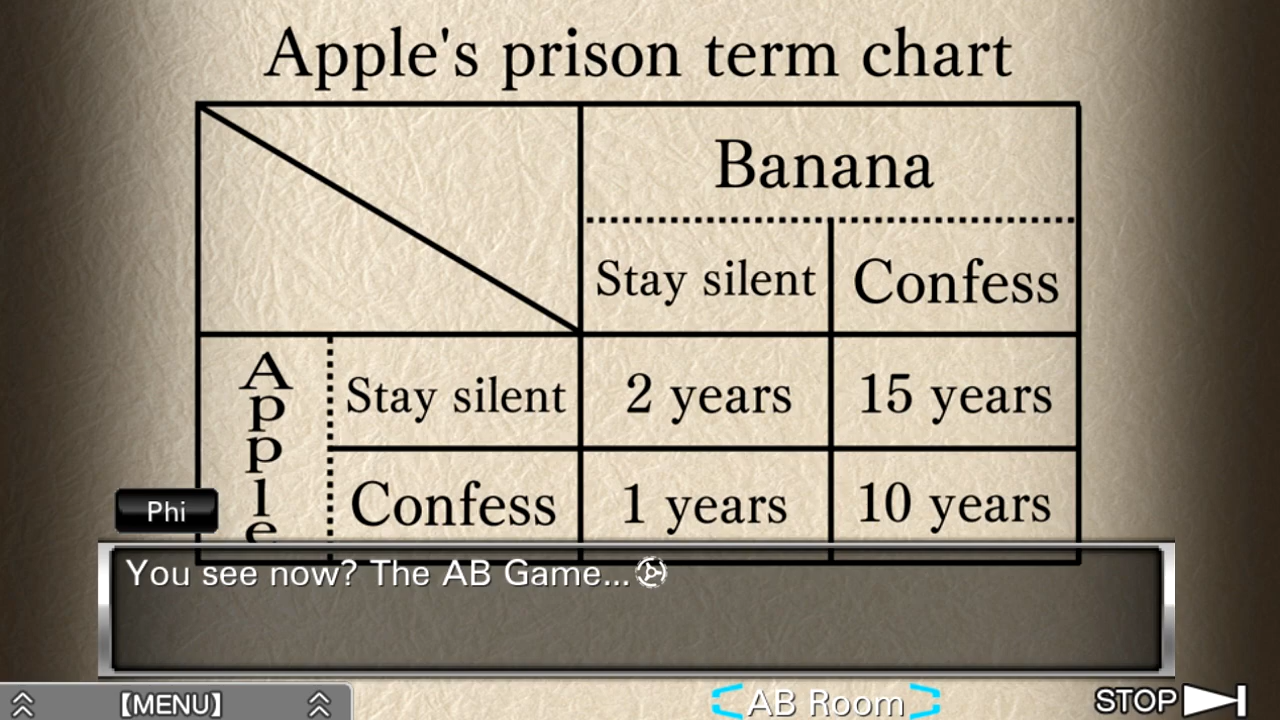 Apple's prison term chart
Banana
Stay silent Confess
Apple
Stay silent 2 years 15 years
Confess 1 years 10 years
Phi
You see now? The AB Game...
【MENU】 AB Room STOP